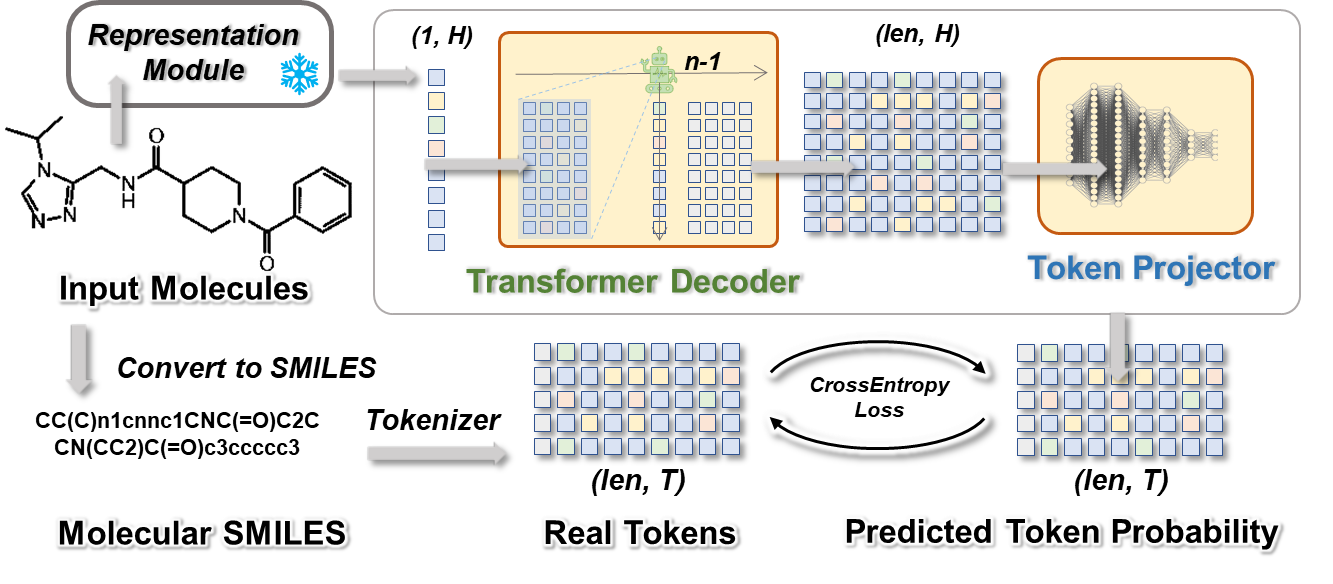 Representation
Module
(1, H)
n-1
(len, H)
Transformer Decoder
Token Projector
N
N
N
N
H
O
N
O
Input Molecules
Convert to SMILES
CC(C)n1cnnc1CNC(=O)C2C
CN(CC2)C(=O)c3ccccc3
Tokenizer
CrossEntropy
Loss
(len, T)
(len, T)
Molecular SMILES
Real Tokens
Predicted Token Probability